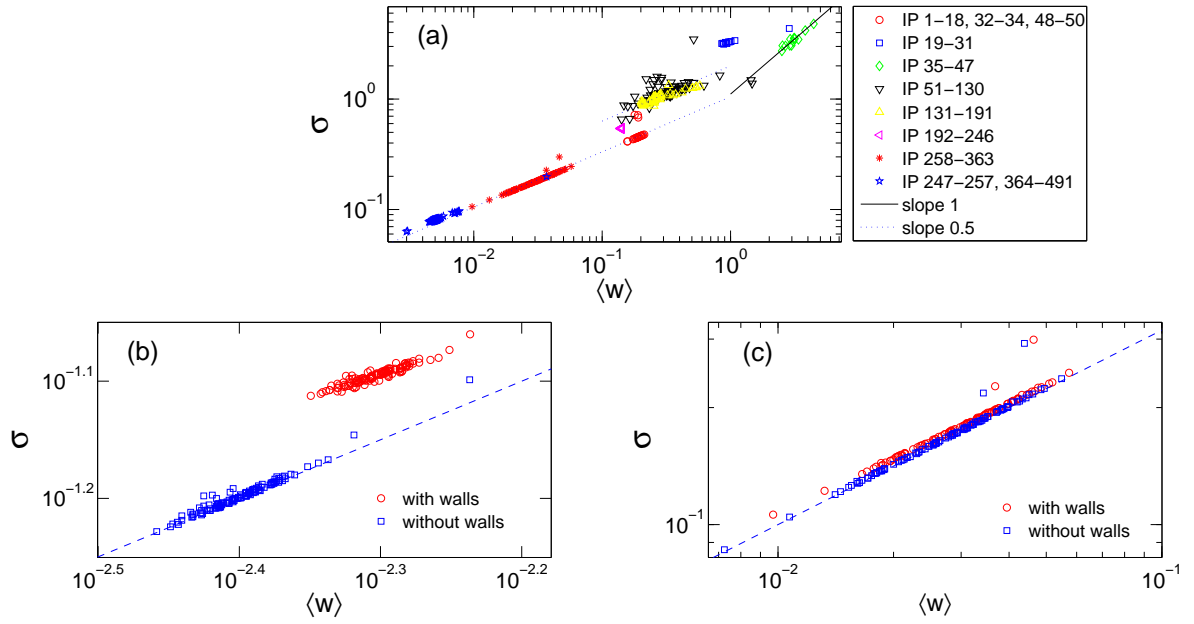 (a)
σ
10^0
10^-1
10^-2 10^-1 10^0
⟨w⟩
IP 1-18, 32-34, 48-50
IP 19-31
IP 35-47
IP 51-130
IP 131-191
IP 192-246
IP 258-363
IP 247-257, 364-491
slope 1
slope 0.5
(b)
σ
10^-1.1
10^-1.2
with walls
without walls
10^-2.5 10^-2.4 10^-2.3 10^-2.2
⟨w⟩
(c)
σ
10^-1
with walls
without walls
10^-2 10^-1
⟨w⟩